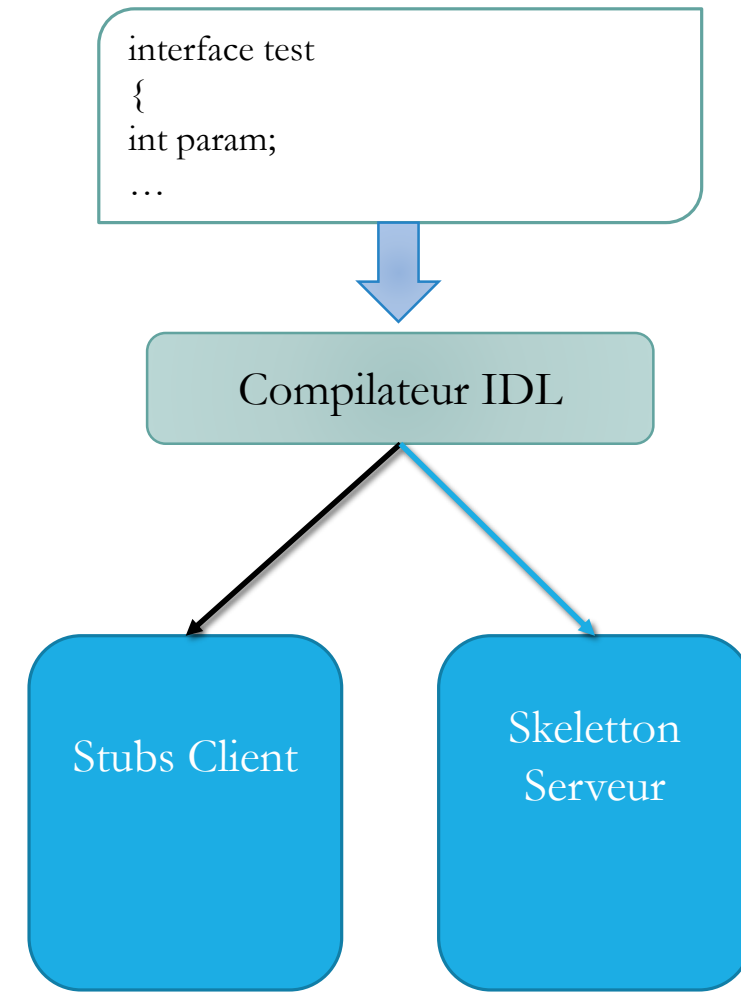 interface test
{
int param;
…
Compilateur IDL
Stubs Client
Skeletton
Serveur